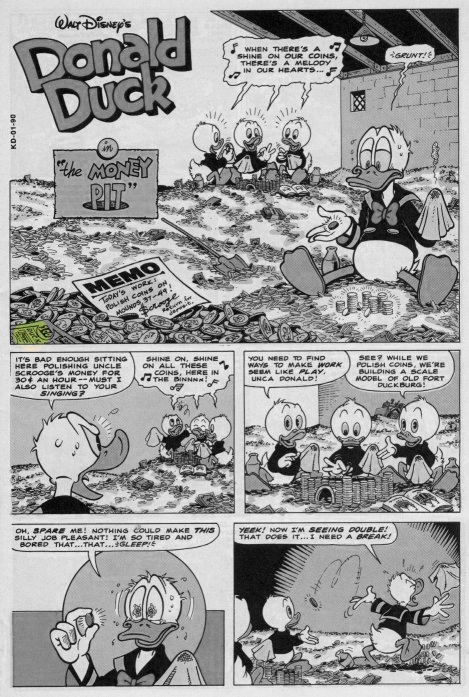 WALT DISNEY'S
Donald
Duck
in
"the MONEY
PIT"
KD-01-90
WHEN THERE'S A
SHINE ON OUR COINS,
THERE'S A MELODY
IN OUR HEARTS...
GRUNT!
MEMO
TODAY'S WORK:
POLISH COINS ON
MOUNDS 37-49!
Scrooge
IT'S BAD ENOUGH SITTING
HERE POLISHING UNCLE
SCROOGE'S MONEY FOR
30¢ AN HOUR -- MUST I
ALSO LISTEN TO YOUR
SINGING?
SHINE ON, SHINE
ON ALL THESE
COINS, HERE IN
THE BINNNN!
YOU NEED TO FIND
WAYS TO MAKE WORK
SEEM LIKE PLAY,
UNCA DONALD!
SEE? WHILE WE
POLISH COINS, WE'RE
BUILDING A SCALE
MODEL OF OLD FORT
DUCKBURG!
OH, SPARE ME! NOTHING COULD MAKE THIS
SILLY JOB PLEASANT! I'M SO TIRED AND
BORED THAT...THAT...GLEEP!
YEEK! NOW I'M SEEING DOUBLE!
THAT DOES IT...I NEED A BREAK!